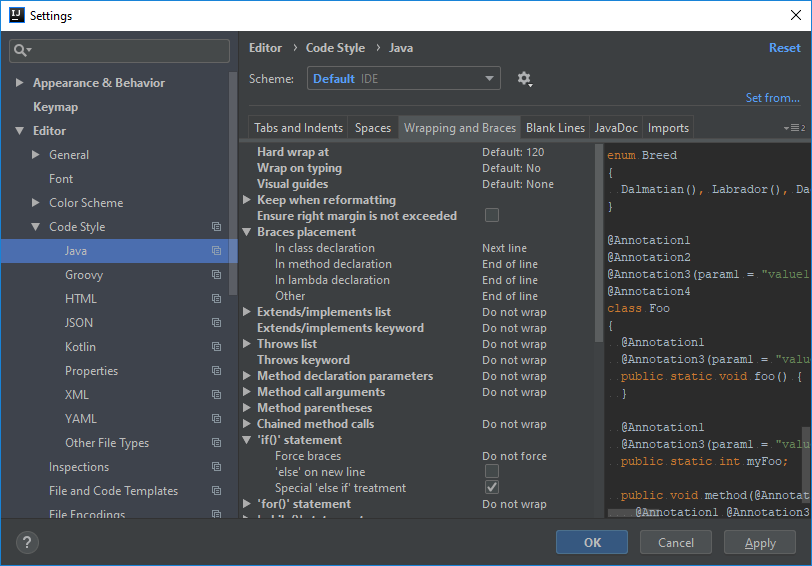 Settings
Editor › Code Style › Java
Reset
Scheme: Default IDE
Set from...
Appearance & Behavior
Keymap
Editor
General
Font
Color Scheme
Code Style
Java
Groovy
HTML
JSON
Kotlin
Properties
XML
YAML
Other File Types
Inspections
File and Code Templates
File Encodings
Tabs and Indents Spaces Wrapping and Braces Blank Lines JavaDoc Imports
2
Hard wrap at Default: 120
Wrap on typing Default: No
Visual guides Default: None
Keep when reformatting
Ensure right margin is not exceeded
Braces placement
In class declaration Next line
In method declaration End of line
In lambda declaration End of line
Other End of line
Extends/implements list Do not wrap
Extends/implements keyword Do not wrap
Throws list Do not wrap
Throws keyword Do not wrap
Method declaration parameters Do not wrap
Method call arguments Do not wrap
Method parentheses
Chained method calls Do not wrap
'if()' statement
Force braces Do not force
'else' on new line
Special 'else if' treatment
'for()' statement Do not wrap
enum Breed
{
Dalmatian(), Labrador(), Da
}
@Annotation1
@Annotation2
@Annotation3(param1 = "value1
@Annotation4
class Foo
{
@Annotation1
@Annotation3(param1 = "valu
public static void foo() {
}
@Annotation1
@Annotation3(param1 = "valu
public static int myFoo;
public void method(@Annotat
@Annotation1 @Annotation3
? OK Cancel Apply